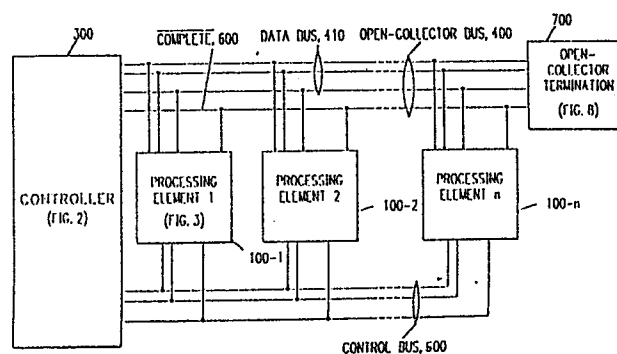 300
COMPLETE, 600
DATA BUS, 410
OPEN-COLLECTOR BUS, 400
700
OPEN-
COLLECTOR
TERMINATION
(FIG. 8)
CONTROLLER
(FIG. 2)
PROCESSING
ELEMENT 1
(FIG. 3)
100-1
PROCESSING
ELEMENT 2
100-2
PROCESSING
ELEMENT n
100-n
CONTROL BUS, 600